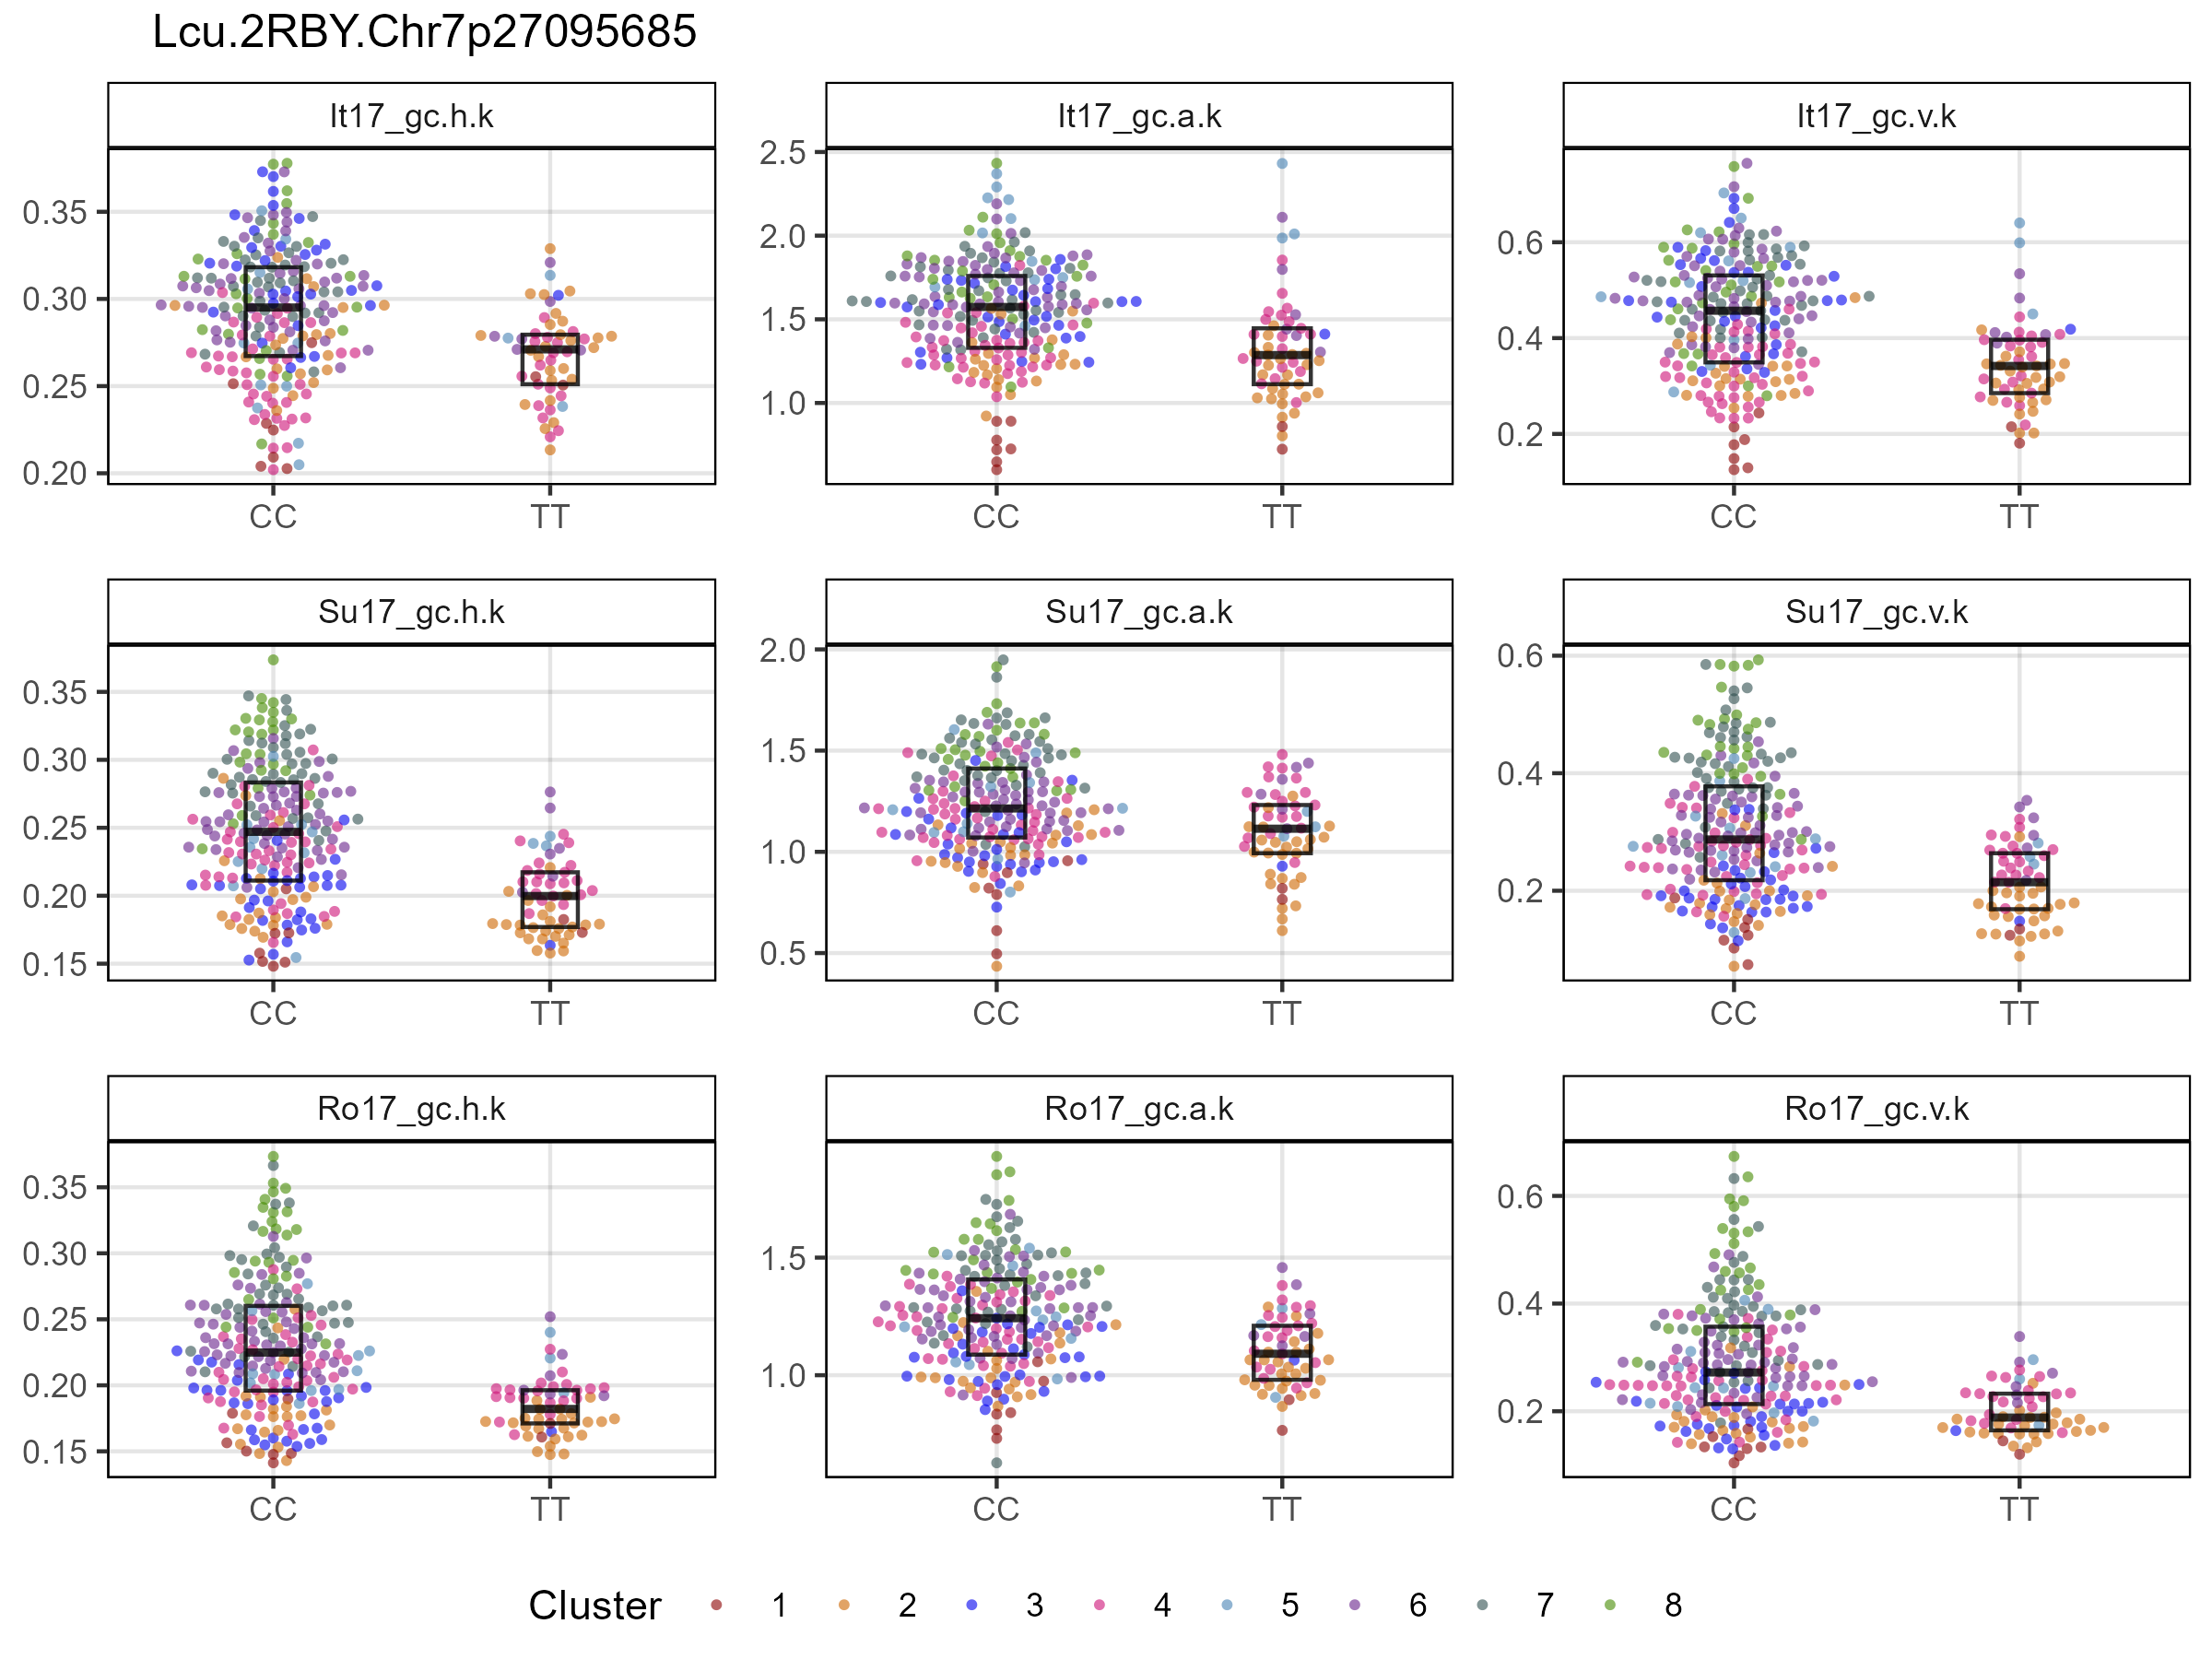 Lcu.2RBY.Chr7p27095685
It17_gc.h.k It17_gc.a.k It17_gc.v.k
0.35 2.5
0.30 2.0 0.6
0.25 1.5 0.4
0.20 1.0 0.2
CC TT CC TT CC TT
Su17_gc.h.k Su17_gc.a.k Su17_gc.v.k
0.35 2.0 0.6
0.30 1.5 0.4
0.25 1.0 0.2
0.20 0.5
0.15
CC TT CC TT CC TT
Ro17_gc.h.k Ro17_gc.a.k Ro17_gc.v.k
0.35 1.5 0.6
0.30 1.0 0.4
0.25 0.2
0.20
0.15
CC TT CC TT CC TT
Cluster 1 2 3 4 5 6 7 8